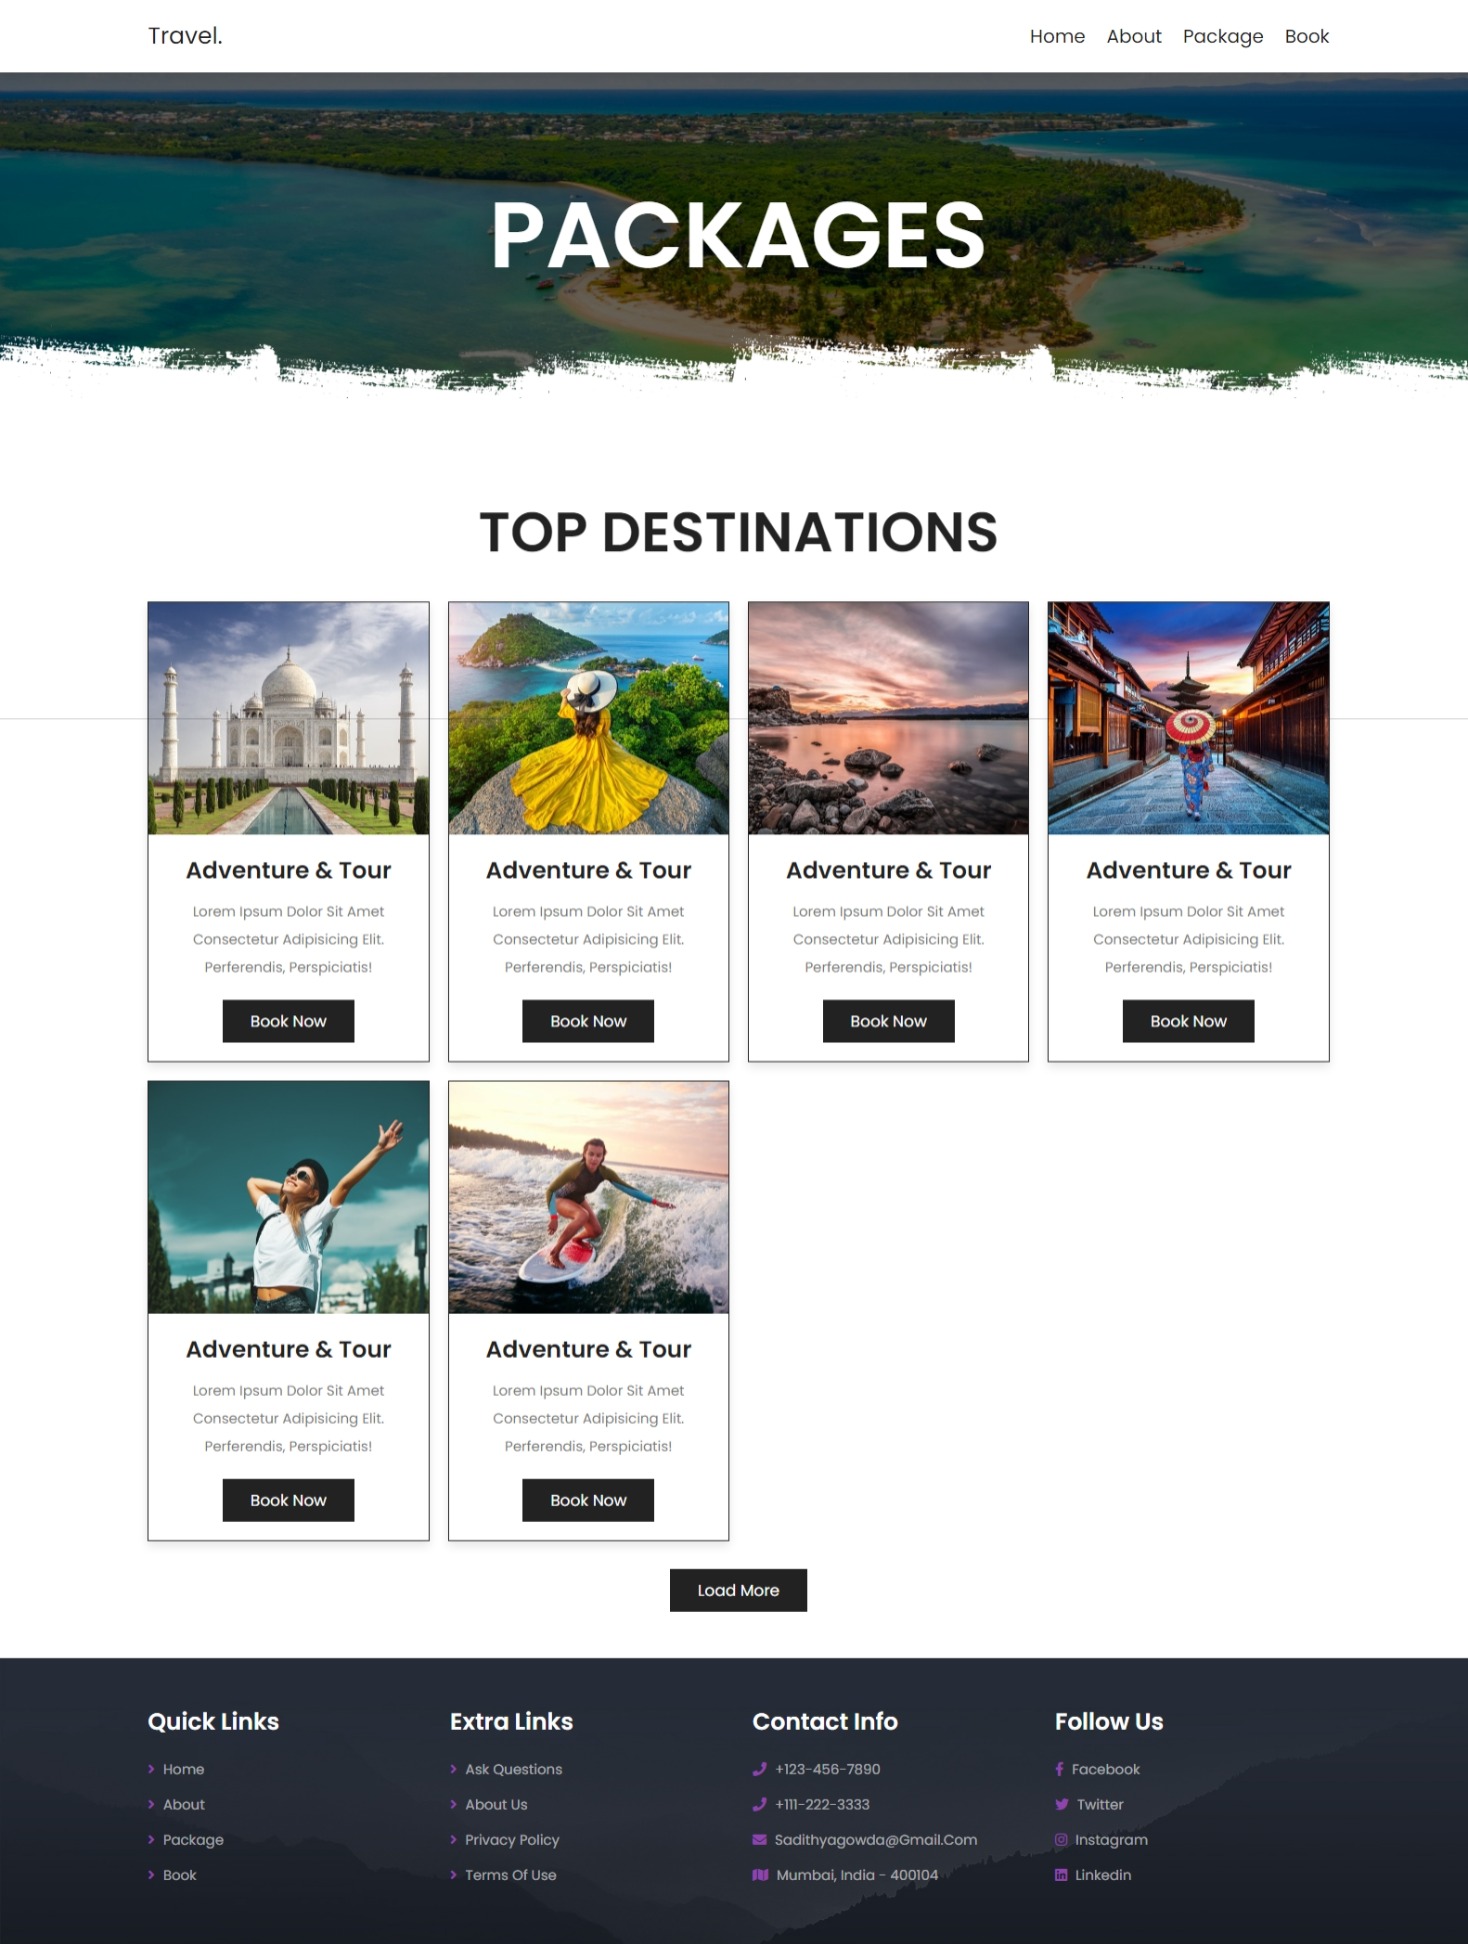 Travel.
Home About Package Book
PACKAGES
TOP DESTINATIONS
Adventure & Tour
Lorem Ipsum Dolor Sit Amet
Consectetur Adipisicing Elit.
Perferendis, Perspiciatis!
Book Now
Adventure & Tour
Lorem Ipsum Dolor Sit Amet
Consectetur Adipisicing Elit.
Perferendis, Perspiciatis!
Book Now
Adventure & Tour
Lorem Ipsum Dolor Sit Amet
Consectetur Adipisicing Elit.
Perferendis, Perspiciatis!
Book Now
Adventure & Tour
Lorem Ipsum Dolor Sit Amet
Consectetur Adipisicing Elit.
Perferendis, Perspiciatis!
Book Now
Adventure & Tour
Lorem Ipsum Dolor Sit Amet
Consectetur Adipisicing Elit.
Perferendis, Perspiciatis!
Book Now
Adventure & Tour
Lorem Ipsum Dolor Sit Amet
Consectetur Adipisicing Elit.
Perferendis, Perspiciatis!
Book Now
Load More
Quick Links
Home
About
Package
Book
Extra Links
Ask Questions
About Us
Privacy Policy
Terms Of Use
Contact Info
+123-456-7890
+111-222-3333
Sadithyagowda@Gmail.Com
Mumbai, India - 400104
Follow Us
Facebook
Twitter
Instagram
Linkedin